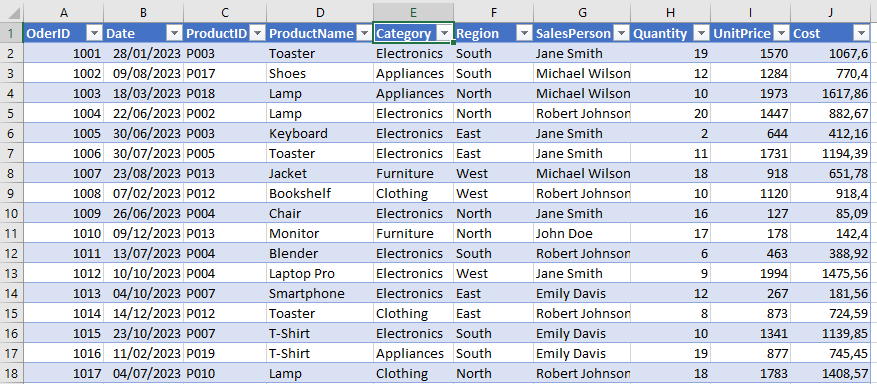 A B C D E F G H I J
1 OderID Date ProductID ProductName Category Region SalesPerson Quantity UnitPrice Cost
2 1001 28/01/2023 P003 Toaster Electronics South Jane Smith 19 1570 1067,6
3 1002 09/08/2023 P017 Shoes Appliances South Michael Wilson 12 1284 770,4
4 1003 18/03/2023 P018 Lamp Appliances North Michael Wilson 10 1973 1617,86
5 1004 22/06/2023 P002 Lamp Electronics North Robert Johnson 20 1447 882,67
6 1005 30/06/2023 P003 Keyboard Electronics East Jane Smith 2 644 412,16
7 1006 30/07/2023 P005 Toaster Electronics East Jane Smith 11 1731 1194,39
8 1007 23/08/2023 P013 Jacket Furniture West Michael Wilson 18 918 651,78
9 1008 07/02/2023 P012 Bookshelf Clothing West Robert Johnson 10 1120 918,4
10 1009 26/06/2023 P004 Chair Electronics North Jane Smith 16 127 85,09
11 1010 09/12/2023 P013 Monitor Furniture North John Doe 17 178 142,4
12 1011 13/07/2023 P004 Blender Electronics South Robert Johnson 6 463 388,92
13 1012 10/10/2023 P004 Laptop Pro Electronics West Jane Smith 9 1994 1475,56
14 1013 04/10/2023 P007 Smartphone Electronics East Emily Davis 12 267 181,56
15 1014 14/12/2023 P012 Toaster Clothing East Robert Johnson 8 873 724,59
16 1015 23/10/2023 P007 T-Shirt Electronics South Emily Davis 10 1341 1139,85
17 1016 11/02/2023 P019 T-Shirt Appliances South Emily Davis 19 877 745,45
18 1017 04/07/2023 P010 Lamp Clothing North Robert Johnson 18 1783 1408,57